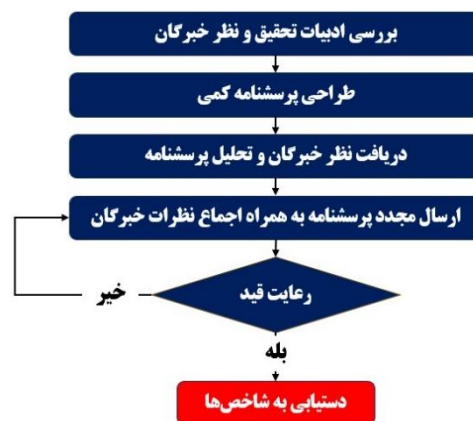 بررسی ادبیات تحقیق و نظر خبرگان
طراحی پرسشنامه کمی
دریافت نظر خبرگان و تحلیل پرسشنامه
ارسال مجدد پرسشنامه به همراه اجماع نظرات خبرگان
رعایت قید
خیر
بله
دستیابی به شاخص‌ها